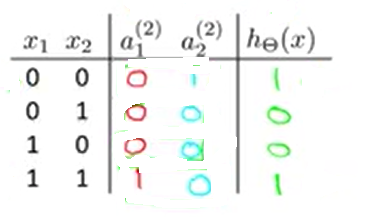 x₁ x₂ a₁⁽²⁾ a₂⁽²⁾ h_Θ(x)
0 0 0 1 1
0 1 0 0 0
1 0 0 0 0
1 1 1 0 1